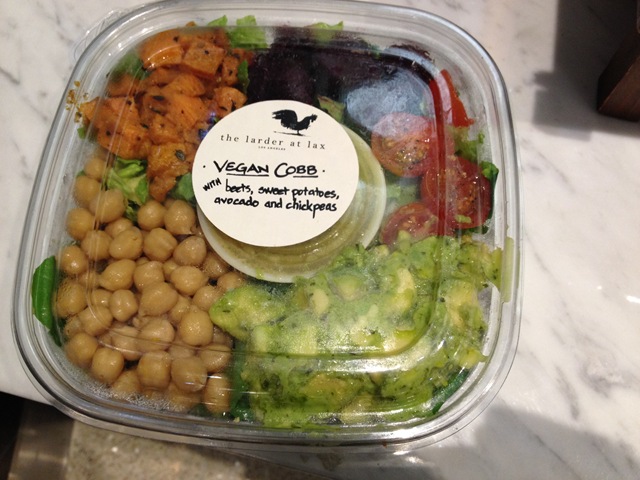 the larder at lax
LOS ANGELES
VEGAN COBB
WITH beets, sweet potatoes,
avocado and chickpeas